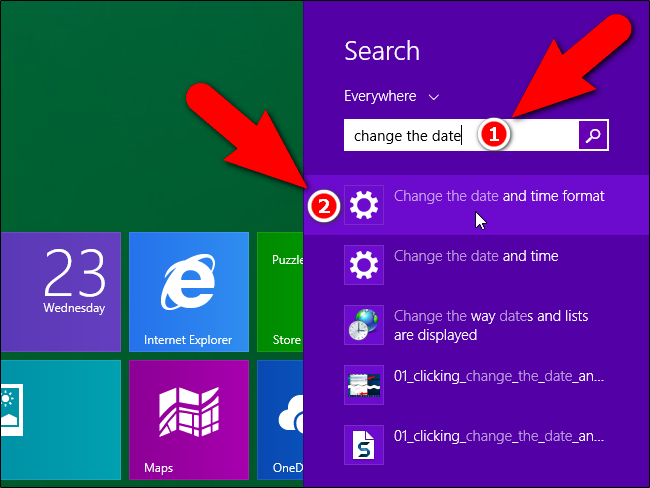 Search
Everywhere
change the date
1
2
Change the date and time format
Change the date and time
Change the way dates and lists
are displayed
01_clicking_change_the_date_an...
01_clicking_change_the_date_an...
23
Wednesday
Internet Explorer
Puzzle
Store
Maps
OneD